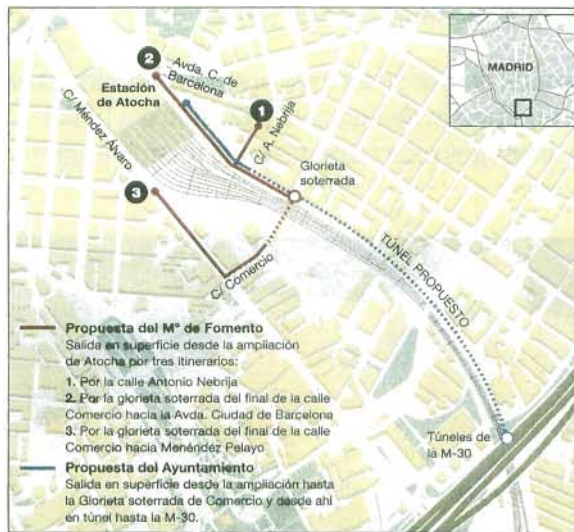 MADRID
2
Avda. C. de
Barcelona
Estación
de Atocha
1
C/ A. Nebrija
C/ Méndez Álvaro
Glorieta
soterrada
3
C/ Comercio
TÚNEL PROPUESTO
Propuesta del Mº de Fomento
Salida en superficie desde la ampliación
de Atocha por tres itinerarios:
1. Por la calle Antonio Nebrija
2. Por la glorieta soterrada del final de la calle
Comercio hacia la Avda. Ciudad de Barcelona
3. Por la glorieta soterrada del final de la calle
Comercio hacia Menéndez Pelayo
Propuesta del Ayuntamiento
Salida en superficie desde la ampliación hasta
la Glorieta soterrada de Comercio y desde ahí
en túnel hasta la M-30.
Túneles de
la M-30